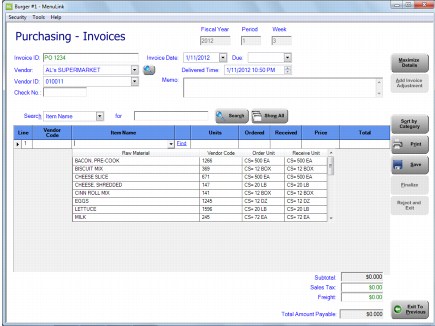 Burger #1 - MenuLink
Security Tools Help
Purchasing - Invoices
Fiscal Year Period Week
2012 1 3
Invoice ID: PO 1234 Invoice Date: 1/11/2012 Due:
Vendor: AL's SUPERMARKET Delivered Time 1/11/2012 10:50 PM
Vendor ID: 010011 Memo:
Check No.:
Maximize Details
Add Invoice Adjustment
Search Item Name for Search Show All
Sort by Category
Line Vendor Code Item Name Units Ordered Received Price Total
1 Find
Raw Material Vendor Code Order Unit Receive Unit
BACON, PRE-COOK 1265 CS= 500 EA CS= 500 EA
BISCUIT MIX 369 CS= 12 BOX CS= 12 BOX
CHEESE SLICE 671 CS= 500 EA CS= 500 EA
CHEESE, SHREDDED 147 CS= 20 LB CS= 20 LB
CINN ROLL MIX 141 CS= 12 BOX CS= 12 BOX
EGGS 1245 CS= 12 DZ CS= 12 DZ
LETTUCE 1596 CS= 20 LB CS= 20 LB
MILK 245 CS= 72 EA CS= 72 EA
Print
Save
Finalize
Reject and Exit
Subtotal: $0.000
Sales Tax: $0.00
Freight: $0.00
Total Amount Payable: $0.000
Exit To Previous